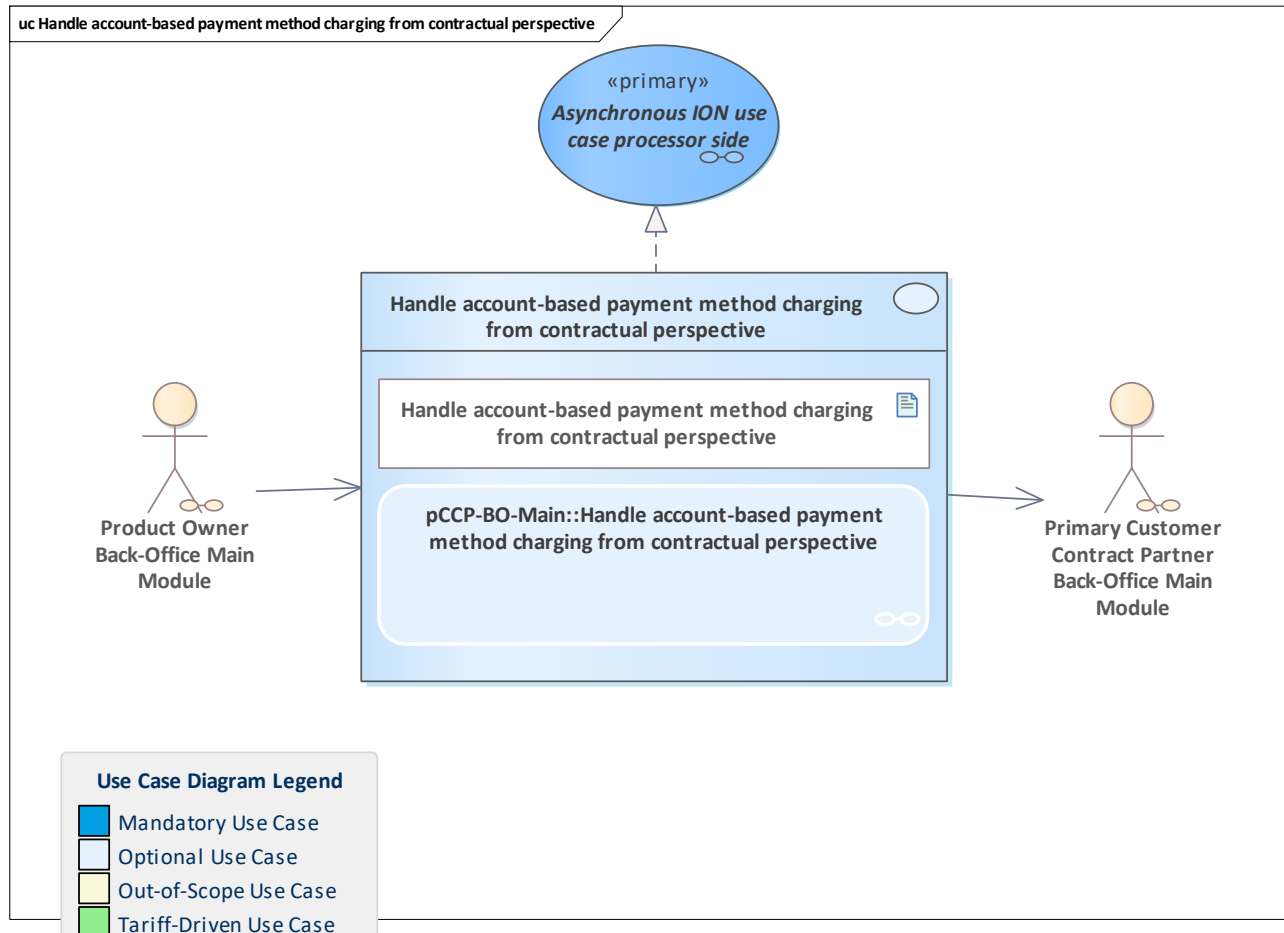 uc Handle account-based payment method charging from contractual perspective
«primary»
Asynchronous ION use
case processor side
Handle account-based payment method charging
from contractual perspective
Handle account-based payment method charging
from contractual perspective
pCCP-BO-Main::Handle account-based payment
method charging from contractual perspective
Product Owner
Back-Office Main
Module
Primary Customer
Contract Partner
Back-Office Main
Module
Use Case Diagram Legend
Mandatory Use Case
Optional Use Case
Out-of-Scope Use Case
Tariff-Driven Use Case